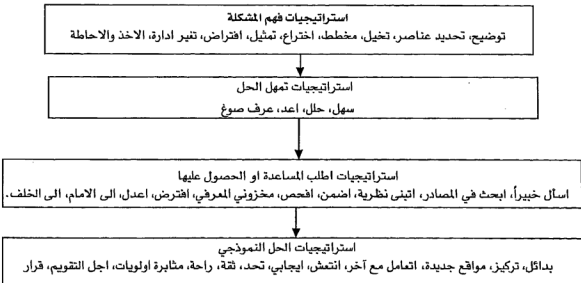 استراتيجيات فهم المشكلة
توضيح، تحديد عناصر، تخيل، مخطط، اختراع، تمثيل، افتراض، تغير ادارة، الاخذ والاحاطة
استراتيجيات تمهل الحل
سهل، حلل، اعد، عرف صوغ
استراتيجيات اطلب المساعدة او الحصول عليها
اسأل خبيراً، ابحث في المصادر، اتبنى نظرية، اضمن، افحص، مخزوني المعرفي، افترض، اعدل، الى الامام، الى الخلف.
استراتيجيات الحل النموذجي
بدائل، تركيز، مواقع جديدة، اتعامل مع آخر، انتعش، ايجابي، تحد، ثقة، راحة، مثابرة اولويات، اجل التقويم، قرار